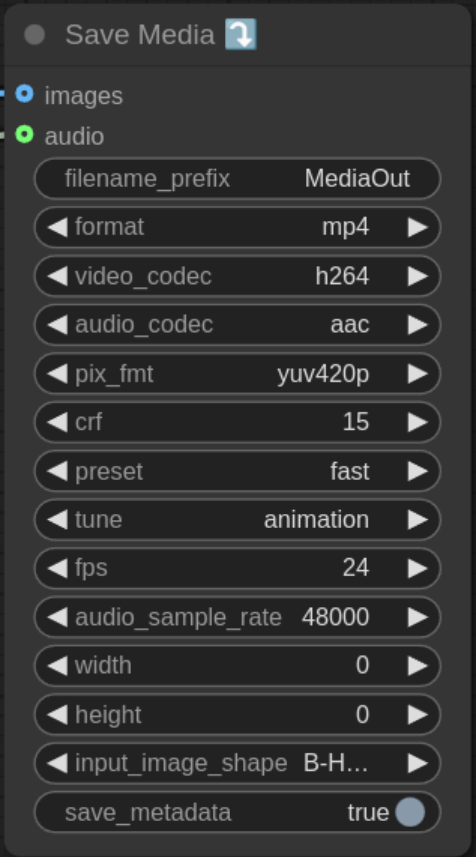 Save Media ⤵️
images
audio
filename_prefix MediaOut
format mp4
video_codec h264
audio_codec aac
pix_fmt yuv420p
crf 15
preset fast
tune animation
fps 24
audio_sample_rate 48000
width 0
height 0
input_image_shape B-H…
save_metadata true